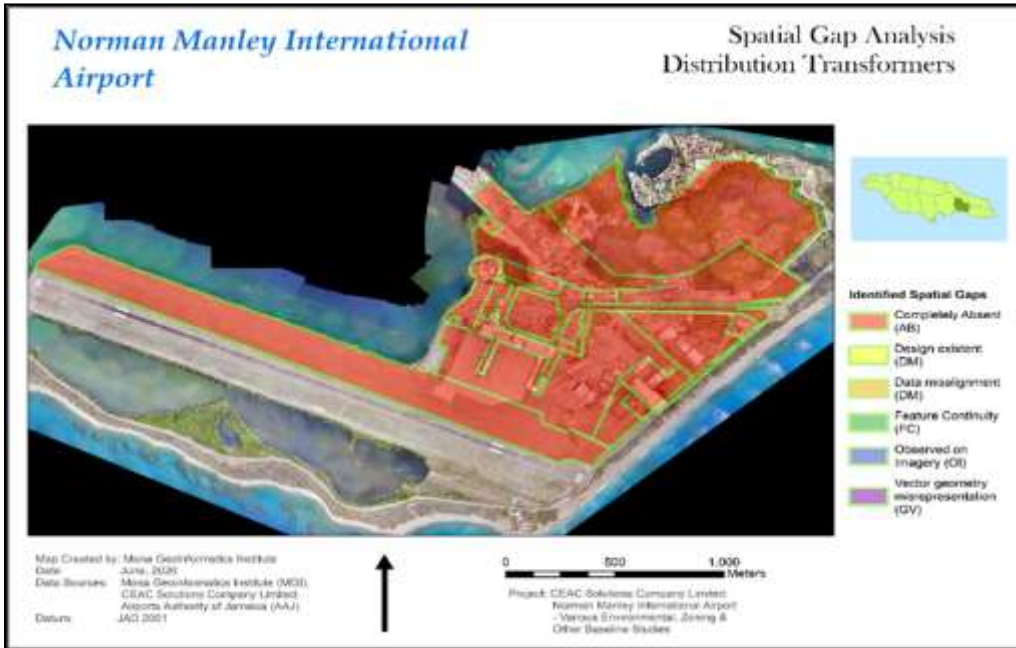 Norman Manley International
Airport
Spatial Gap Analysis
Distribution Transformers
Identified Spatial Gaps
Completely Absent
(AB)
Design existent
(DM)
Data misalignment
(DM)
Feature Continuity
(FC)
Observed on
Imagery (OI)
Vector geometry
misrepresentation
(GV)
Map Created by: Mona GeoInformatics Institute
Date: June, 2020
Data Sources: Mona Geoinformatics Institute (MGI)
CEAC Solutions Company Limited
Airports Authority of Jamaica (AAJ)
Datum: JAD 2001
0 500 1,000
Meters
Project: CEAC Solutions Company Limited
Norman Manley International Airport
- Various Environmental, Zoning &
Other Baseline Studies